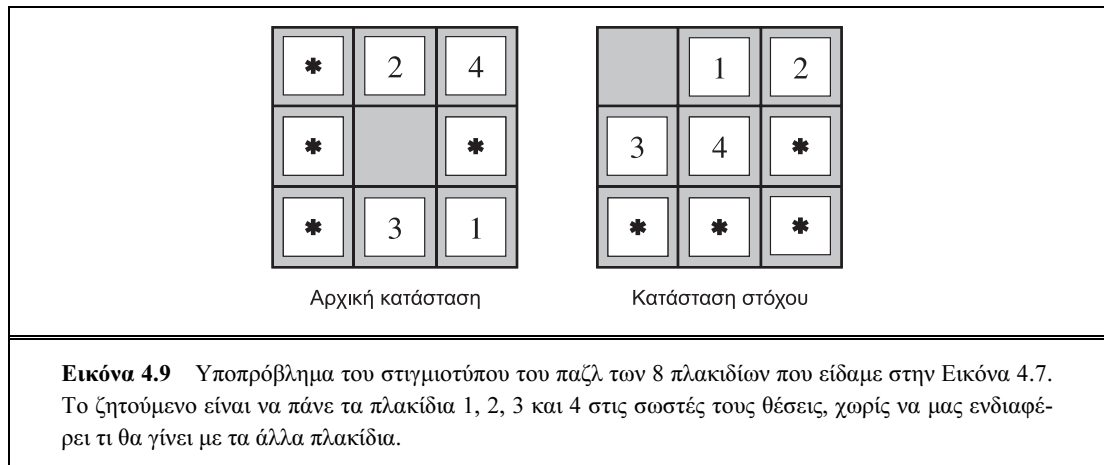 * 2 4 1 2
* * 3 4 *
* 3 1 * * *
Αρχική κατάσταση Κατάσταση στόχου
Εικόνα 4.9 Υποπρόβλημα του στιγμιοτύπου του παζλ των 8 πλακιδίων που είδαμε στην Εικόνα 4.7.
Το ζητούμενο είναι να πάνε τα πλακίδια 1, 2, 3 και 4 στις σωστές τους θέσεις, χωρίς να μας ενδιαφέ-
ρει τι θα γίνει με τα άλλα πλακίδια.